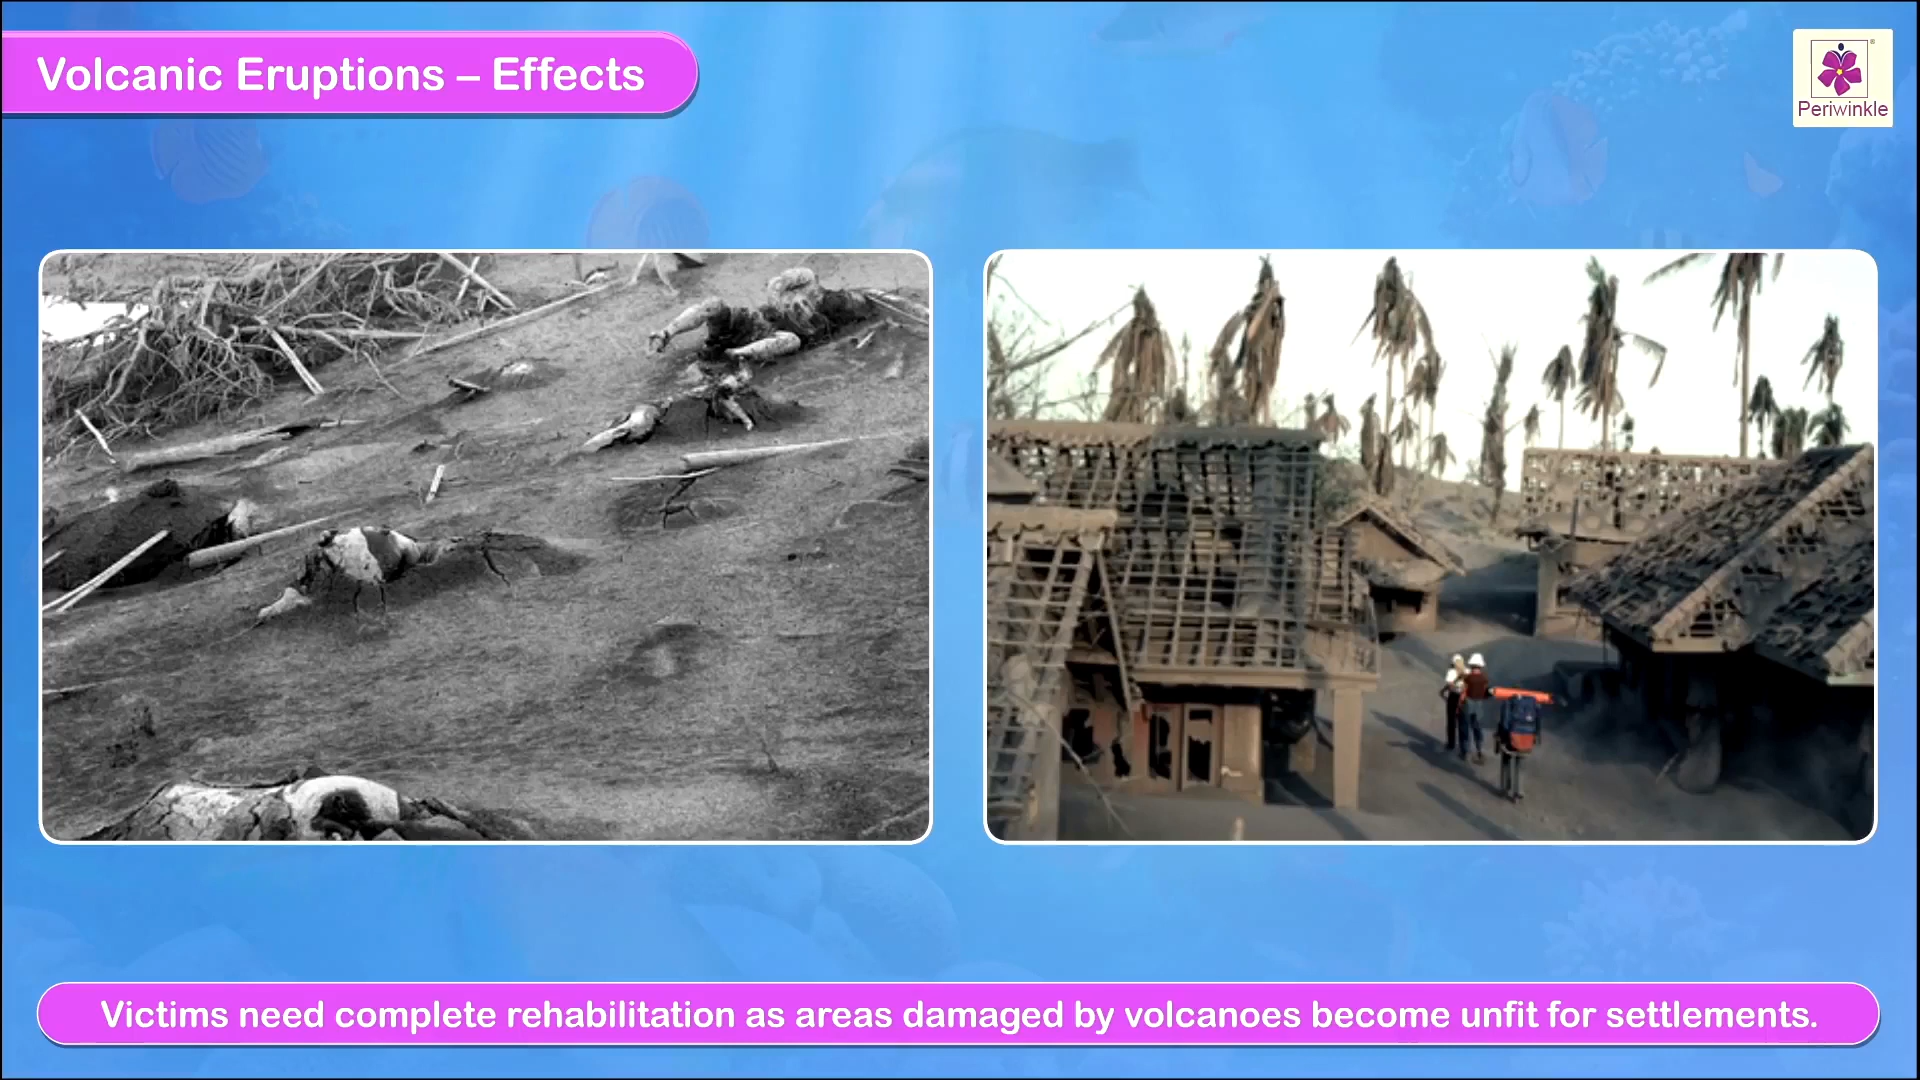 Volcanic Eruptions – Effects
Periwinkle
Victims need complete rehabilitation as areas damaged by volcanoes become unfit for settlements.